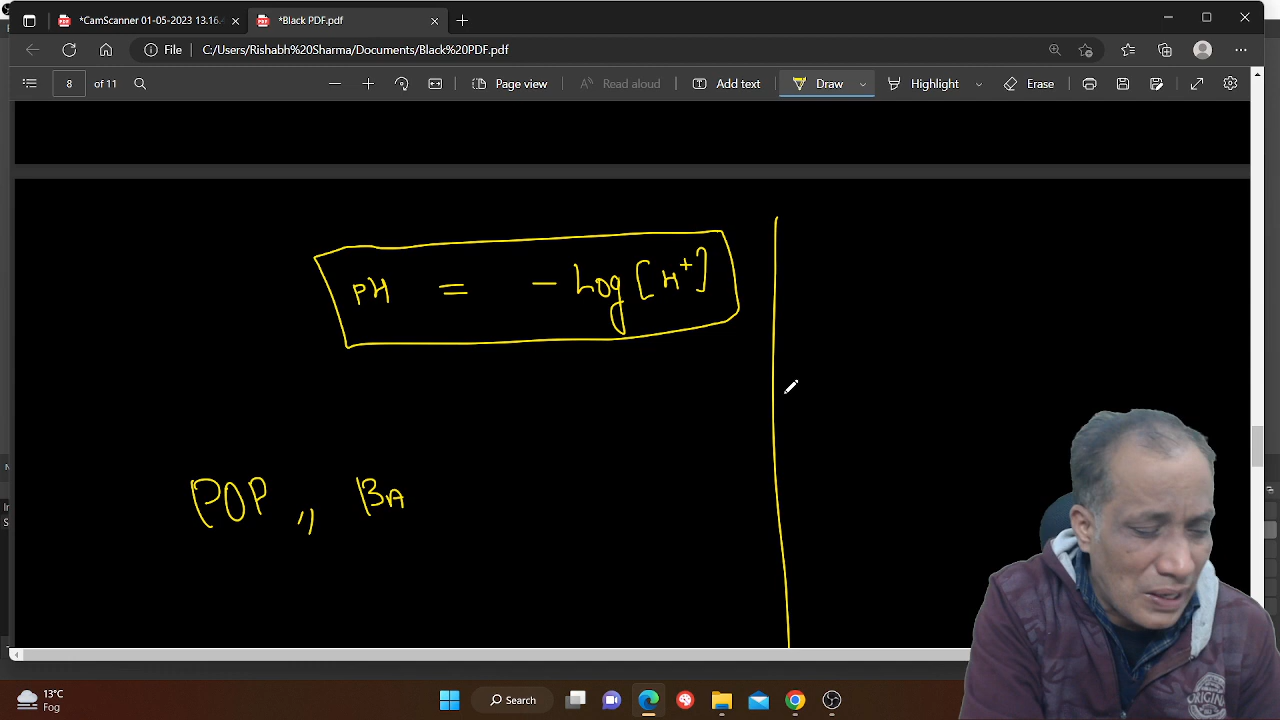 *CamScanner 01-05-2023 13.16.
*Black PDF.pdf
File
C:/Users/Rishabh%20Sharma/Documents/Black%20PDF.pdf
8 of 11
Page view
Read aloud
Add text
Draw
Highlight
Erase
PH = - Log [H+]
POP ,, BA
ORIGINAL
13°C
Fog
Search